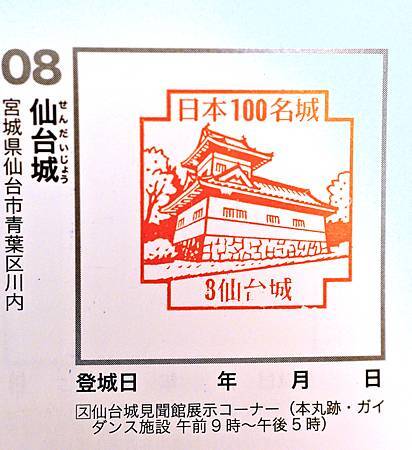 08
仙台城
せんだいじょう
宮城県仙台市青葉区川内
日本100名城
3仙台城
登城日 年 月 日
ス仙台城見聞館展示コーナー（本丸跡・ガイ
ダンス施設 午前9時〜午後5時）